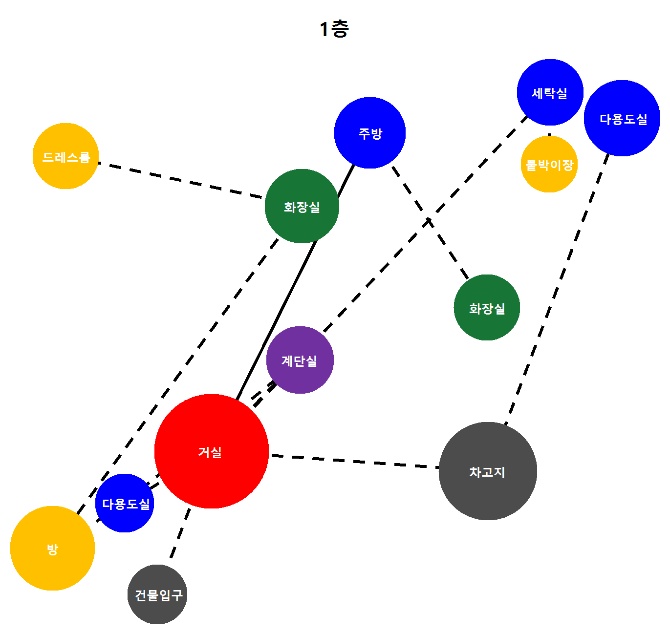 1층
세탁실
다용도실
주방
드레스룸
붙박이장
화장실
화장실
계단실
거실
차고지
다용도실
방
건물입구